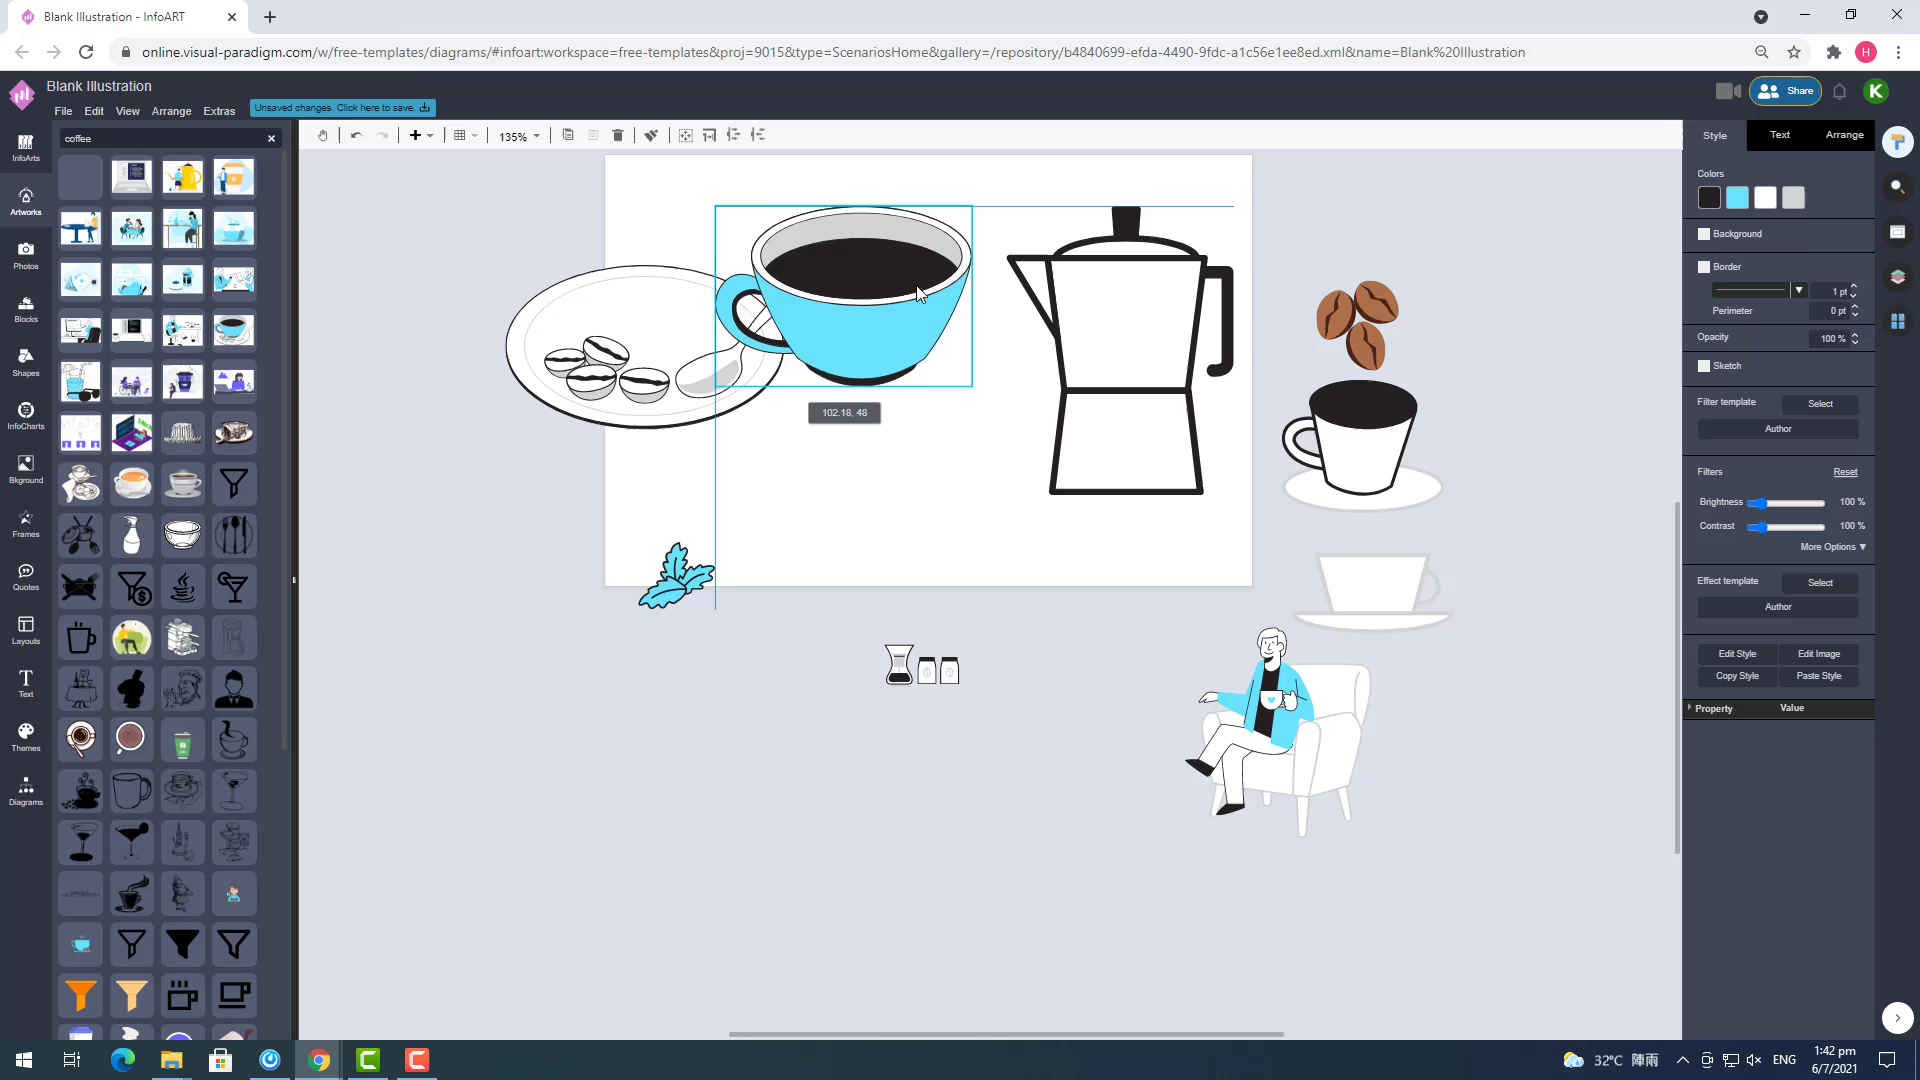 Blank Illustration - InfoART
online.visual-paradigm.com/w/free-templates/diagrams/#infoart:workspace=free-templates&proj=9015&type=ScenariosHome&gallery=/repository/b4840699-efda-4490-9fdc-a1c56e1ee8ed.xml&name=Blank%20Illustration
H
Blank Illustration
File Edit View Arrange Extras
Unsaved changes. Click here to save.
Share
K
coffee
135%
InfoArts
Artworks
Photos
Blocks
Shapes
InfoCharts
Bkground
Frames
Quotes
Layouts
Text
Themes
Diagrams
102.18, 48
Style Text Arrange
Colors
Background
Border
1 pt
Perimeter 0 pt
Opacity 100 %
Sketch
Filter template Select
Author
Filters Reset
Brightness 100 %
Contrast 100 %
More Options ▼
Effect template Select
Author
Edit Style Edit Image
Copy Style Paste Style
Property Value
32°C 陣雨
ENG
1:42 pm
6/7/2021